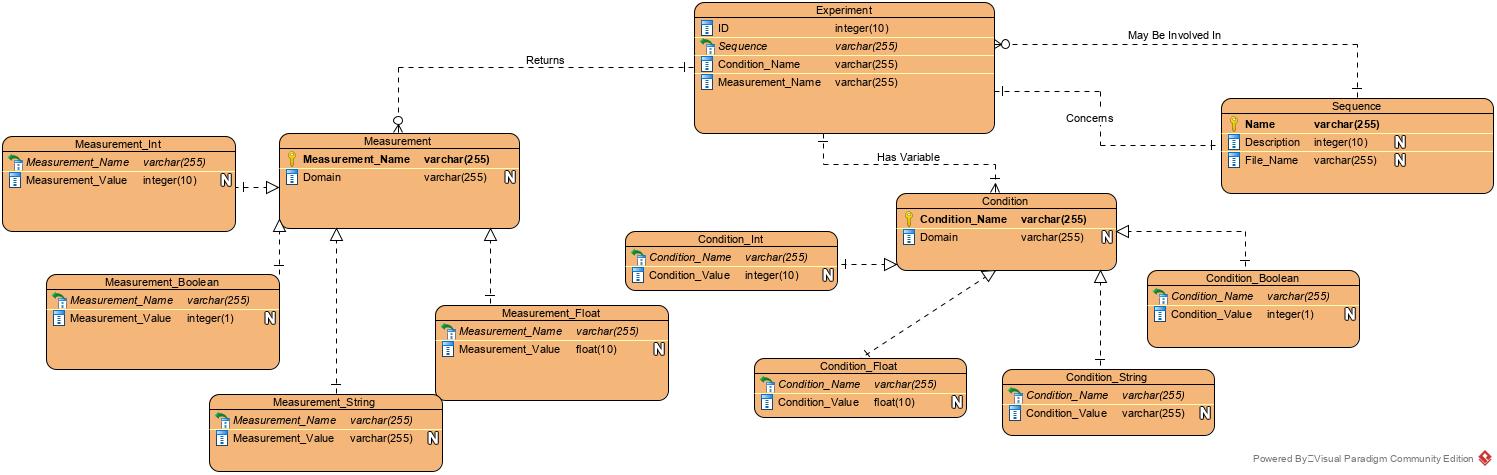 Experiment
ID integer(10)
Sequence varchar(255)
Condition_Name varchar(255)
Measurement_Name varchar(255)
May Be Involved In
Returns
Concerns
Has Variable
Sequence
Name varchar(255)
Description integer(10) N
File_Name varchar(255) N
Measurement_Int
Measurement_Name varchar(255)
Measurement_Value integer(10) N
Measurement
Measurement_Name varchar(255)
Domain varchar(255) N
Condition
Condition_Name varchar(255)
Domain varchar(255) N
Condition_Int
Condition_Name varchar(255)
Condition_Value integer(10) N
Measurement_Boolean
Measurement_Name varchar(255)
Measurement_Value integer(1) N
Condition_Boolean
Condition_Name varchar(255)
Condition_Value integer(1) N
Measurement_Float
Measurement_Name varchar(255)
Measurement_Value float(10) N
Condition_Float
Condition_Name varchar(255)
Condition_Value float(10) N
Condition_String
Condition_Name varchar(255)
Condition_Value varchar(255) N
Measurement_String
Measurement_Name varchar(255)
Measurement_Value varchar(255) N
Powered By Visual Paradigm Community Edition